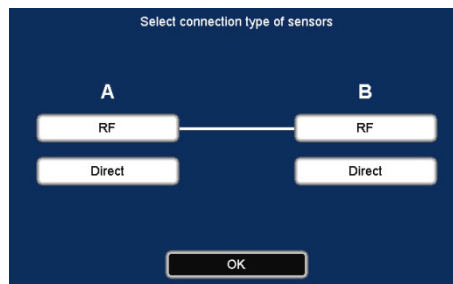 Select connection type of sensors
A B
RF RF
Direct Direct
OK